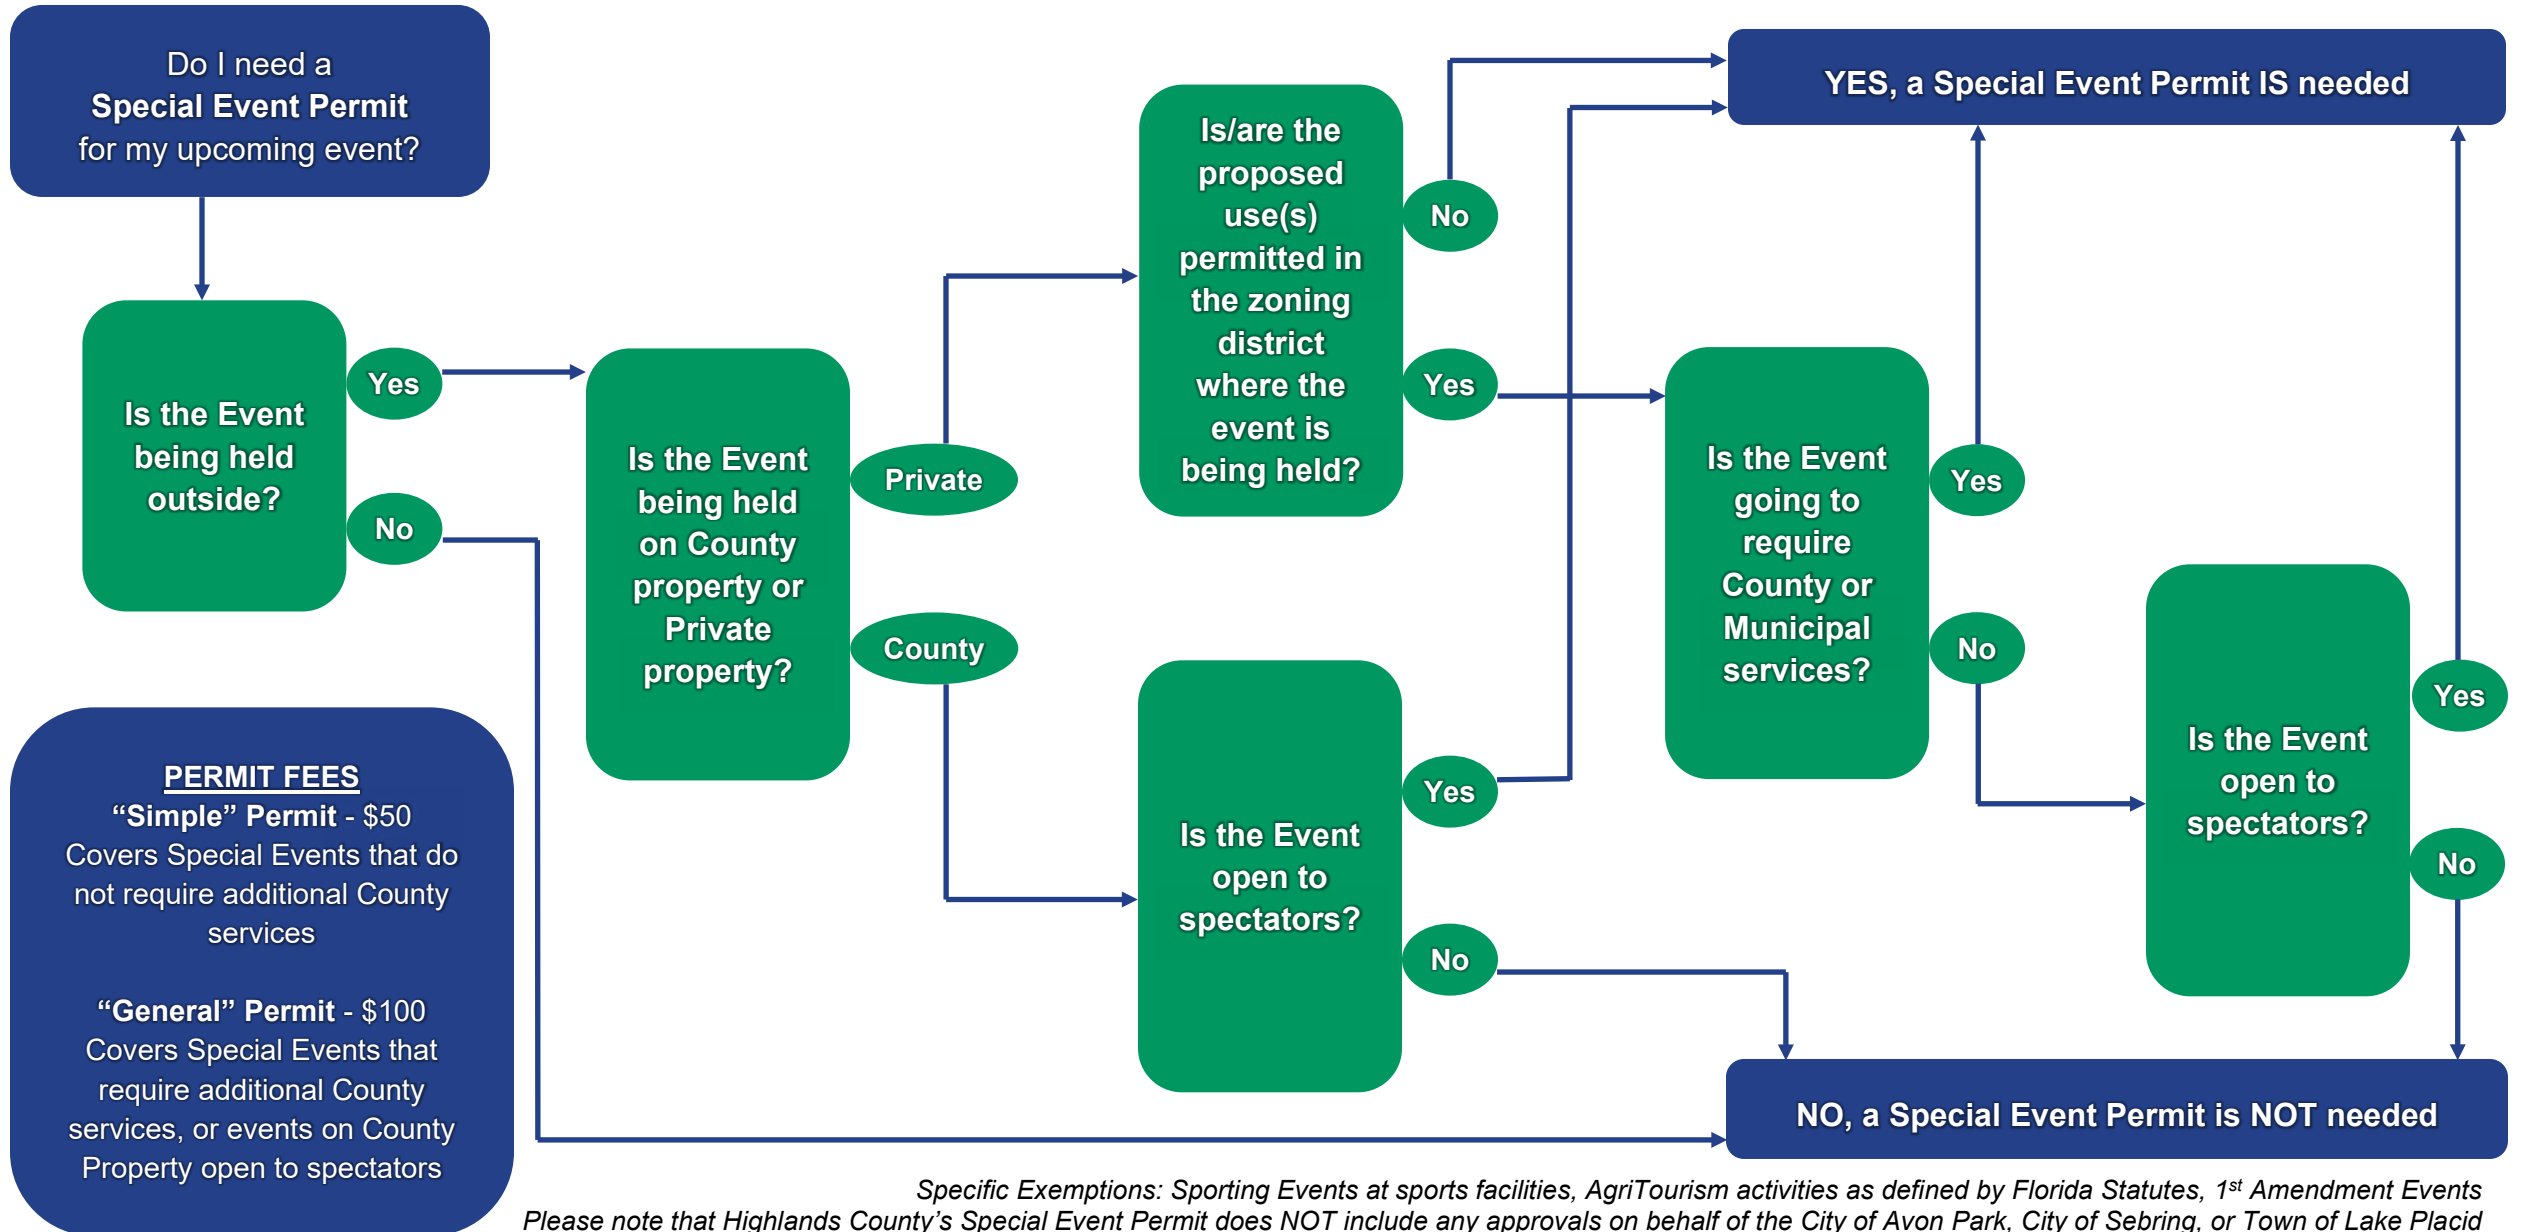 Do I need a
Special Event Permit
for my upcoming event?
Is the Event
being held
outside?
Yes
No
Is the Event
being held
on County
property or
Private
property?
Private
County
Is/are the
proposed
use(s)
permitted in
the zoning
district
where the
event is
being held?
No
Yes
Is the Event
open to
spectators?
Yes
No
Is the Event
going to
require
County or
Municipal
services?
Yes
No
Is the Event
open to
spectators?
Yes
No
YES, a Special Event Permit IS needed
NO, a Special Event Permit is NOT needed
PERMIT FEES
“Simple” Permit - $50
Covers Special Events that do
not require additional County
services
“General” Permit - $100
Covers Special Events that
require additional County
services, or events on County
Property open to spectators
Specific Exemptions: Sporting Events at sports facilities, AgriTourism activities as defined by Florida Statutes, 1st Amendment Events
Please note that Highlands County’s Special Event Permit does NOT include any approvals on behalf of the City of Avon Park, City of Sebring, or Town of Lake Placid